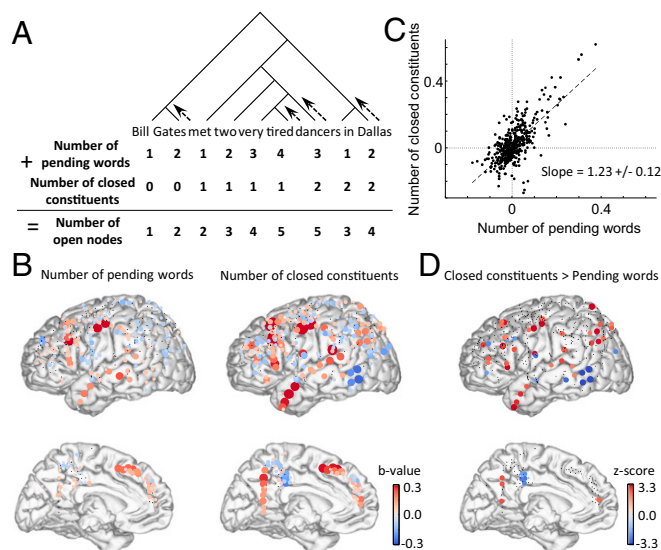 A
Bill Gates met two very tired dancers in Dallas
+ Number of pending words 1 2 1 2 3 4 3 1 2
Number of closed constituents 0 0 1 1 1 1 2 2 2
= Number of open nodes 1 2 2 3 4 5 5 3 4
C
Number of closed constituents
0.4
0
Slope = 1.23 +/- 0.12
0 0.4
Number of pending words
B
Number of pending words
Number of closed constituents
b-value
0.3
0.0
-0.3
D
Closed constituents > Pending words
z-score
3.3
0.0
-3.3